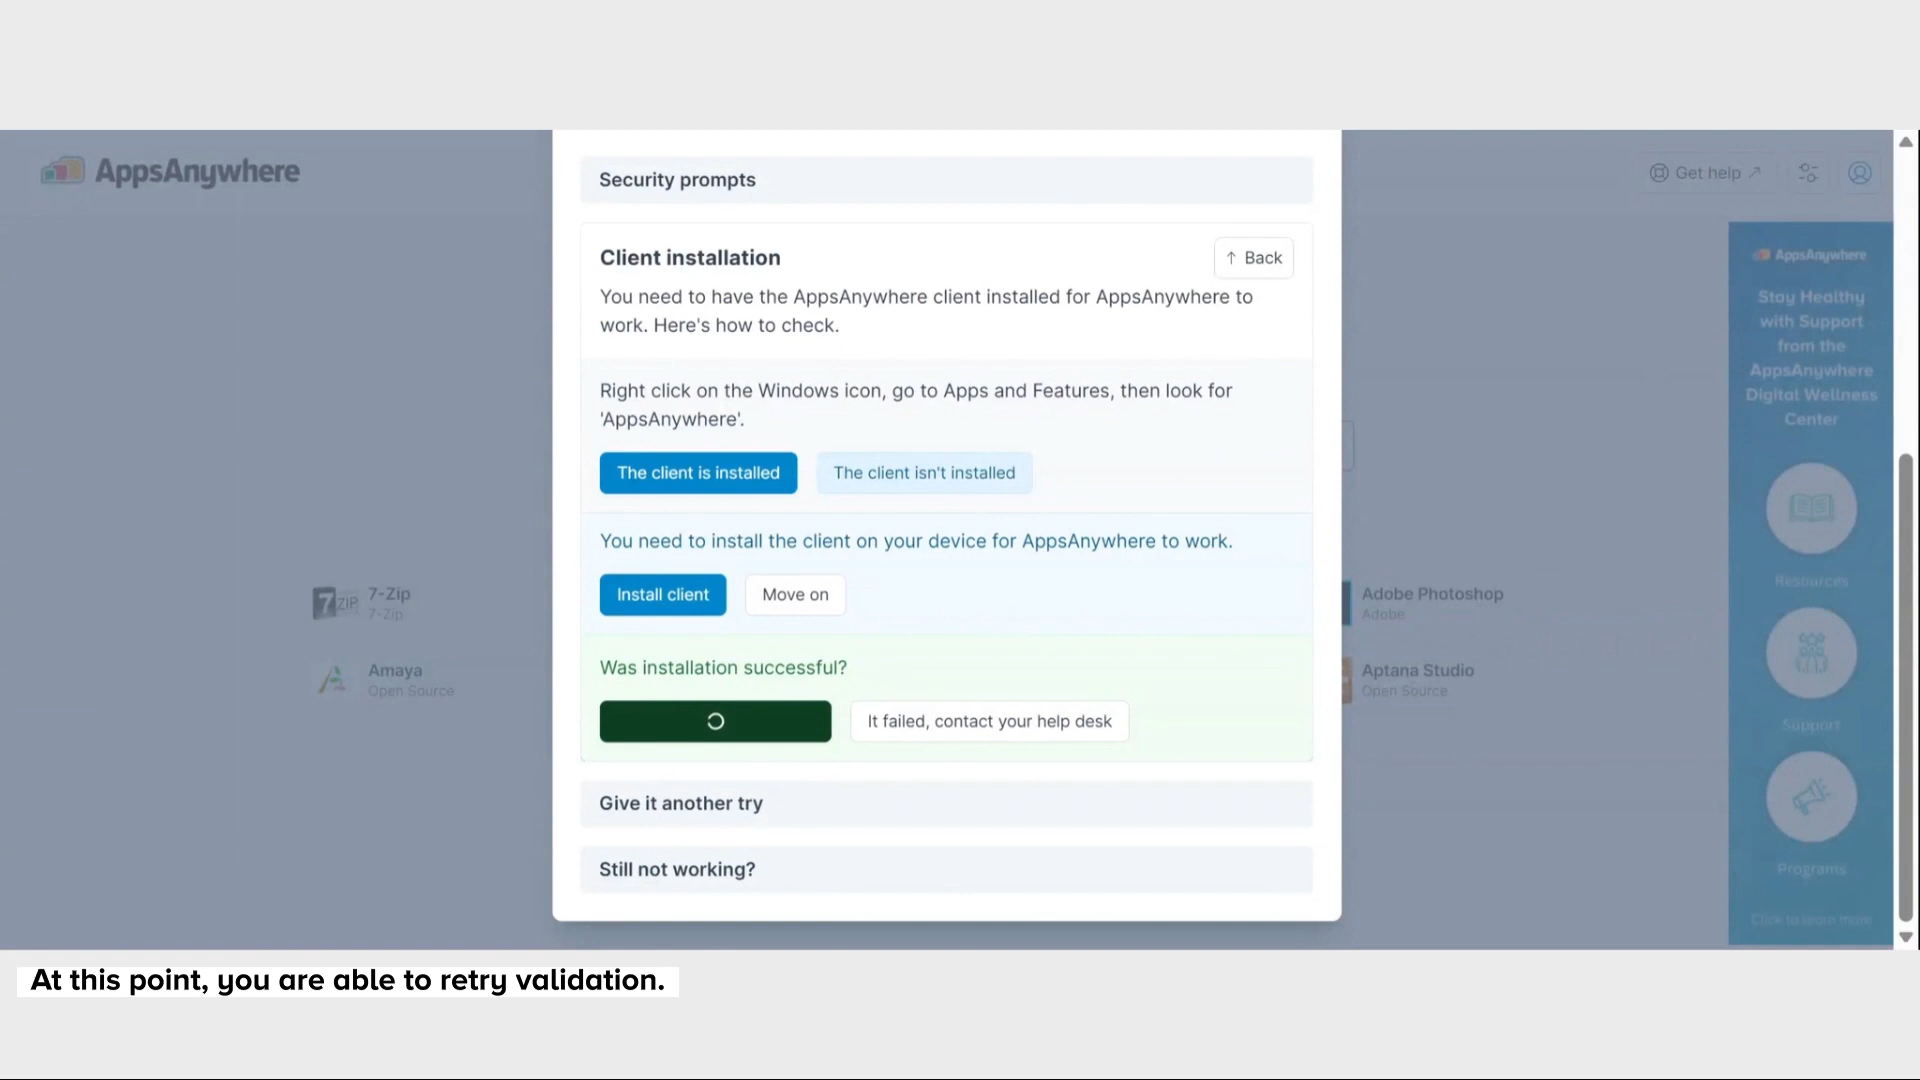 AppsAnywhere
Get help
Security prompts
Client installation
Back
You need to have the AppsAnywhere client installed for AppsAnywhere to
work. Here's how to check.
Right click on the Windows icon, go to Apps and Features, then look for
'AppsAnywhere'.
The client is installed
The client isn't installed
You need to install the client on your device for AppsAnywhere to work.
Install client
Move on
Was installation successful?
It failed, contact your help desk
Give it another try
Still not working?
7ZIP
7-Zip
7-Zip
Amaya
Open Source
Adobe Photoshop
Adobe
Aptana Studio
Open Source
AppsAnywhere
Stay Healthy
with Support
from the
AppsAnywhere
Digital Wellness
Center
Resources
Support
Programs
Click to learn more
At this point, you are able to retry validation.